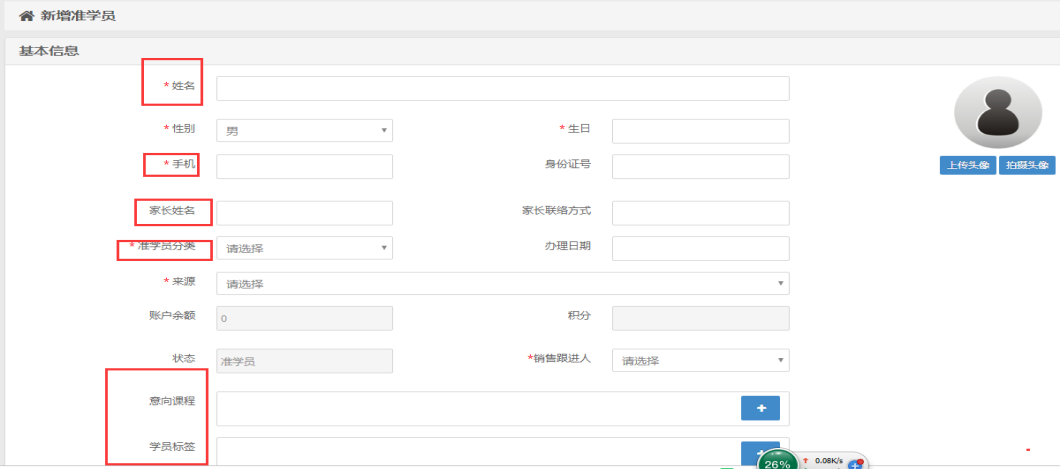 新增准学员
基本信息
* 姓名
* 性别 男 * 生日
* 手机 身份证号
上传头像 拍摄头像
家长姓名 家长联络方式
* 准学员分类 请选择 办理日期
* 来源 请选择
账户余额 0 积分
状态 准学员 *销售跟进人 请选择
意向课程 +
学员标签 +
26% 0.08K/s